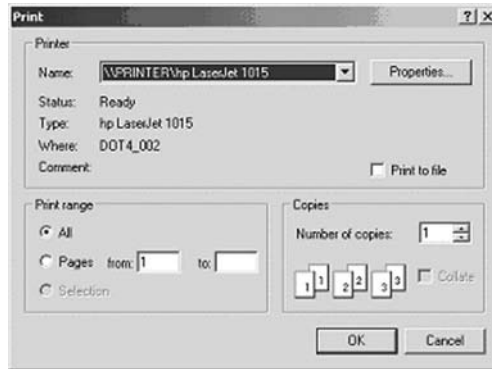 Print
Printer
Name: \\PRINTER\hp LaserJet 1015 Properties...
Status: Ready
Type: hp LaserJet 1015
Where: DOT4_002
Comment: Print to file
Print range
All
Pages from: 1 to:
Selection
Copies
Number of copies: 1
1 1 2 2 3 3 Collate
OK Cancel